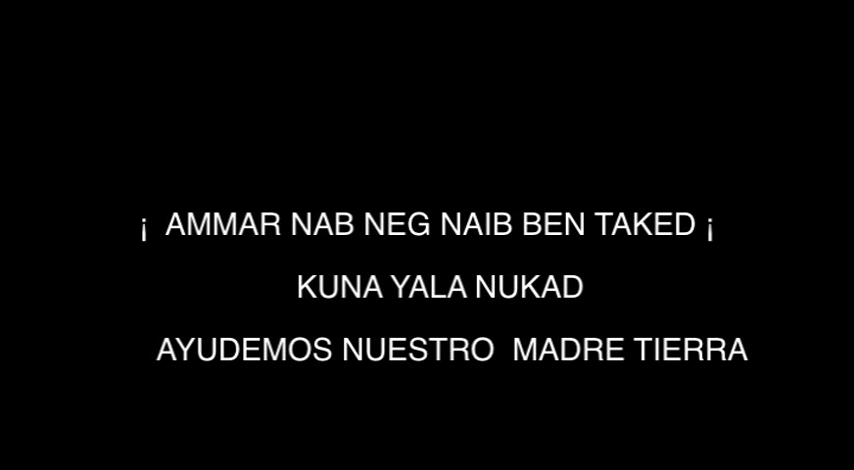 ¡ AMMAR NAB NEG NAIB BEN TAKED ¡
KUNA YALA NUKAD
AYUDEMOS NUESTRO MADRE TIERRA